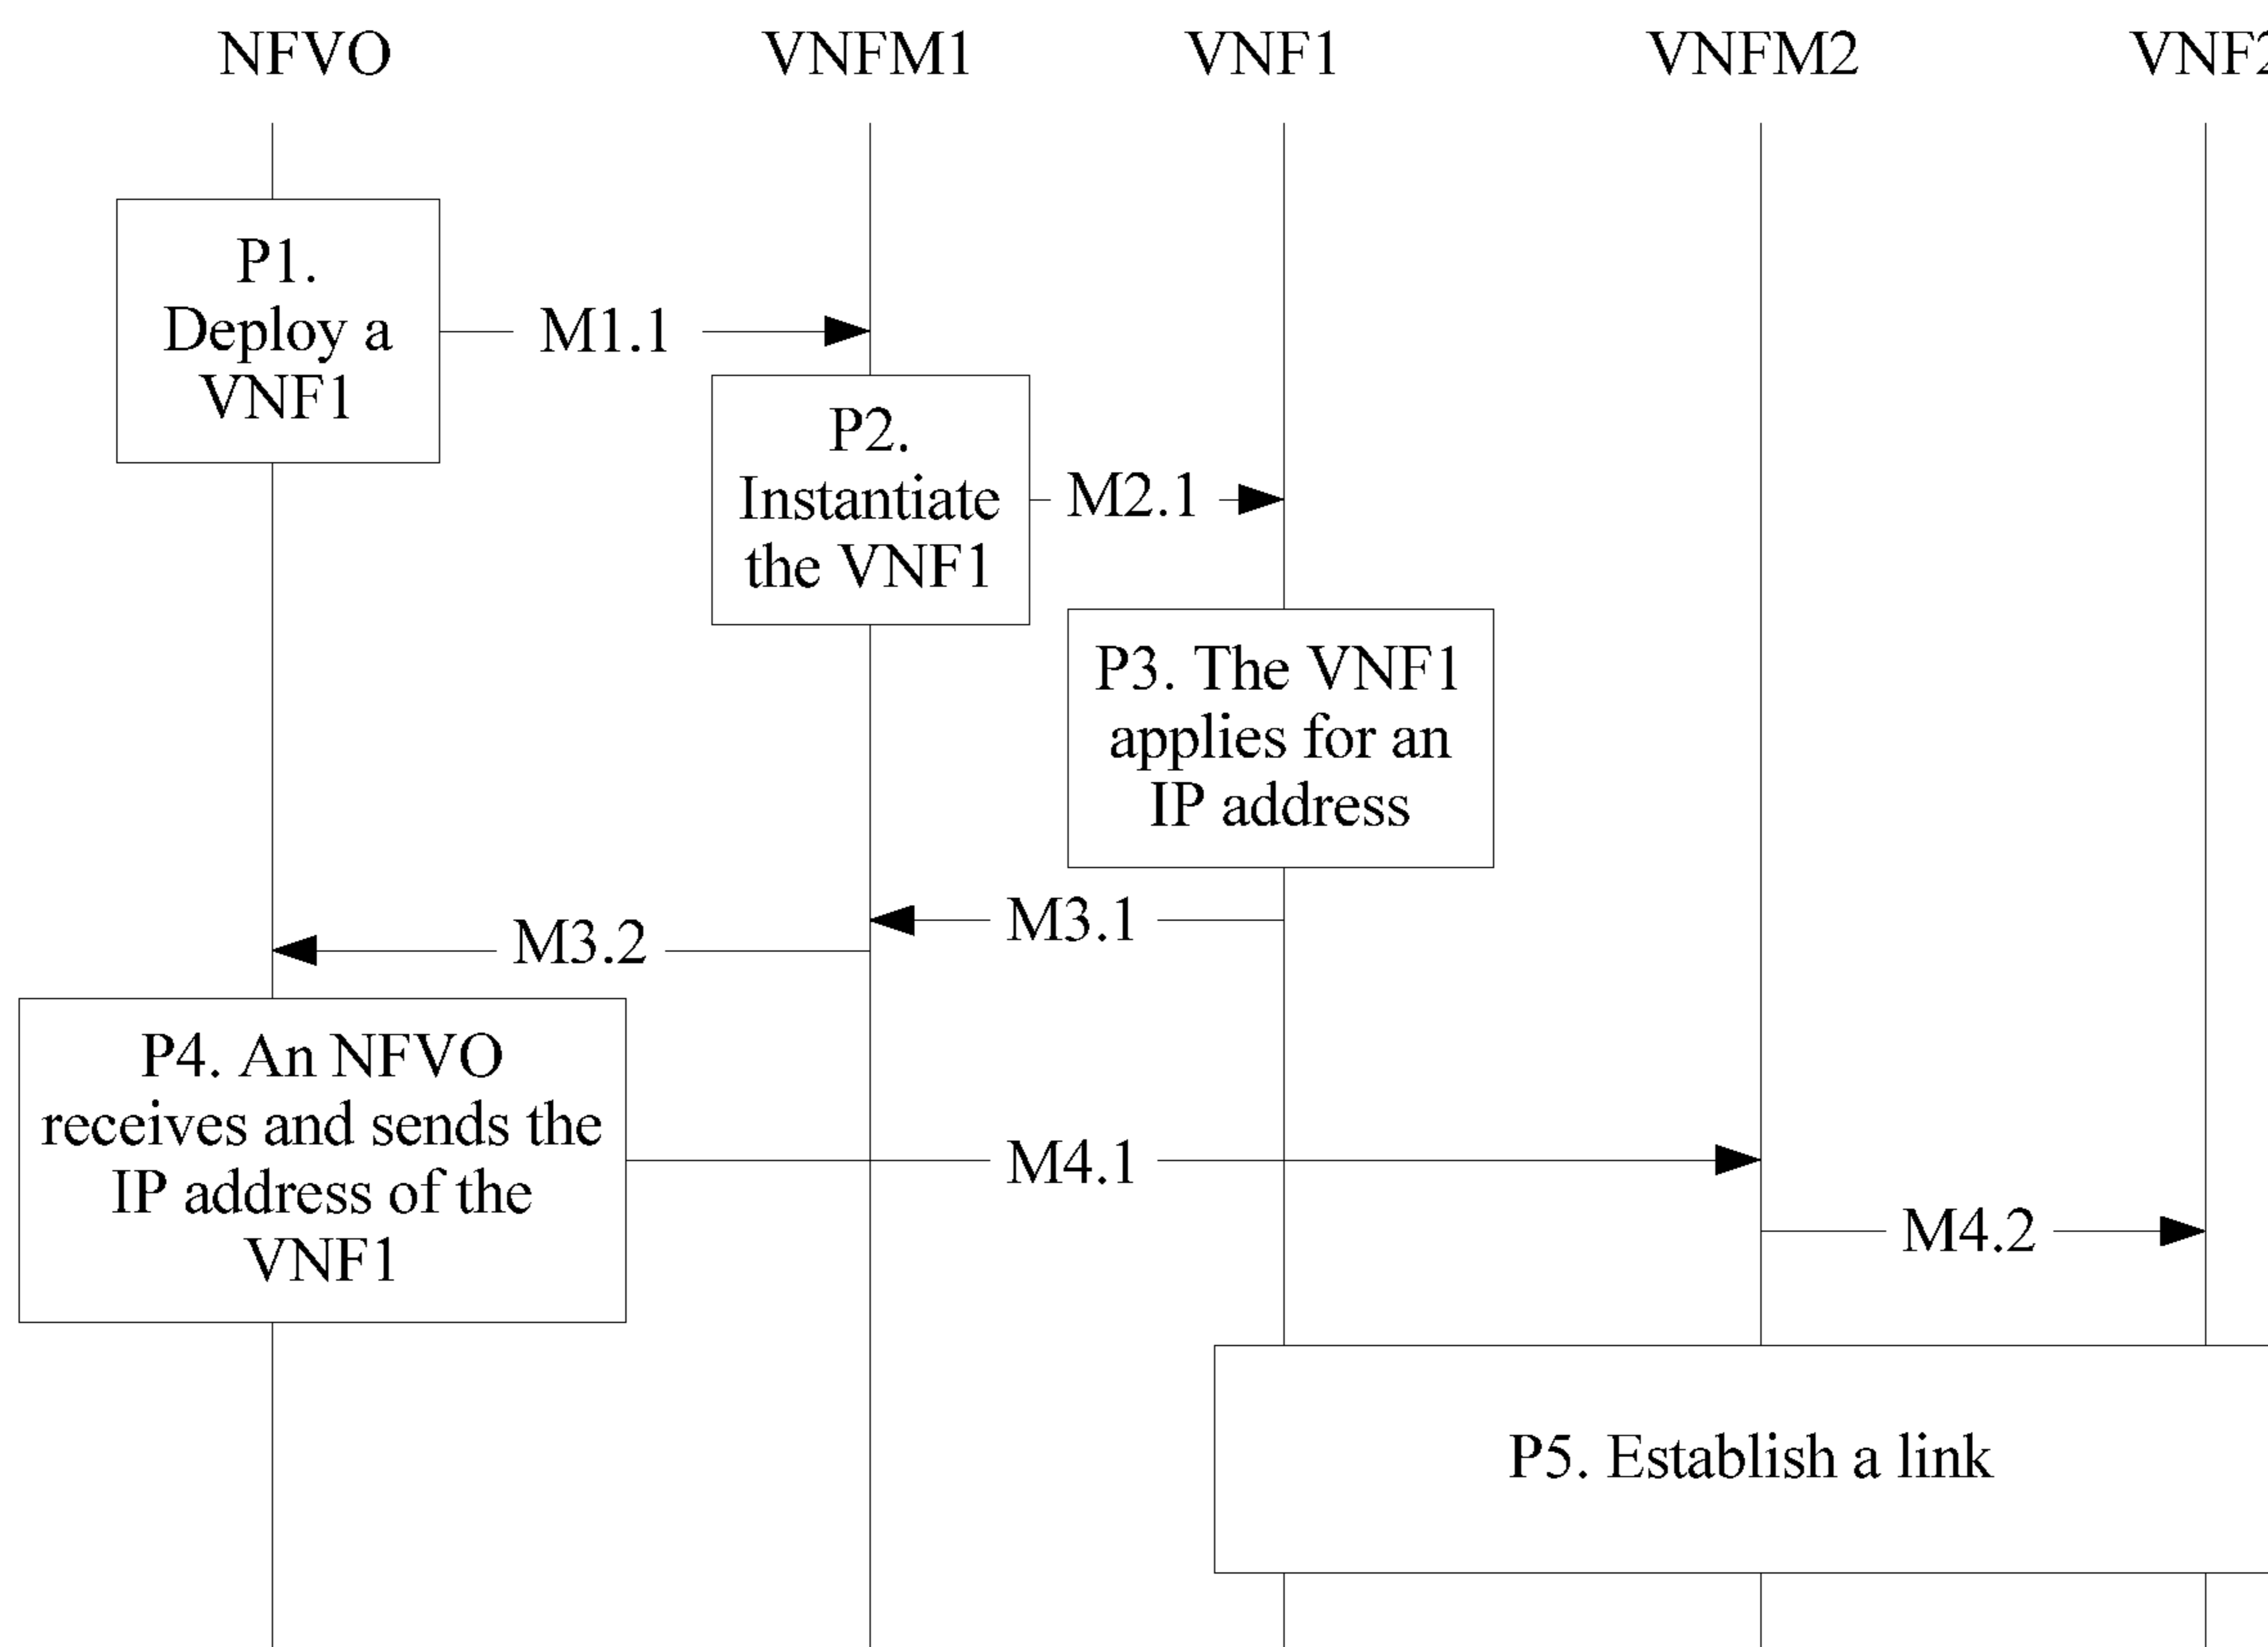 NFVO VNFM1 VNF1 VNFM2 VNF2
P1.
Deploy a
VNF1
M1.1
P2.
Instantiate
the VNF1
M2.1
P3. The VNF1
applies for an
IP address
M3.1
M3.2
P4. An NFVO
receives and sends the
IP address of the
VNF1
M4.1
M4.2
P5. Establish a link